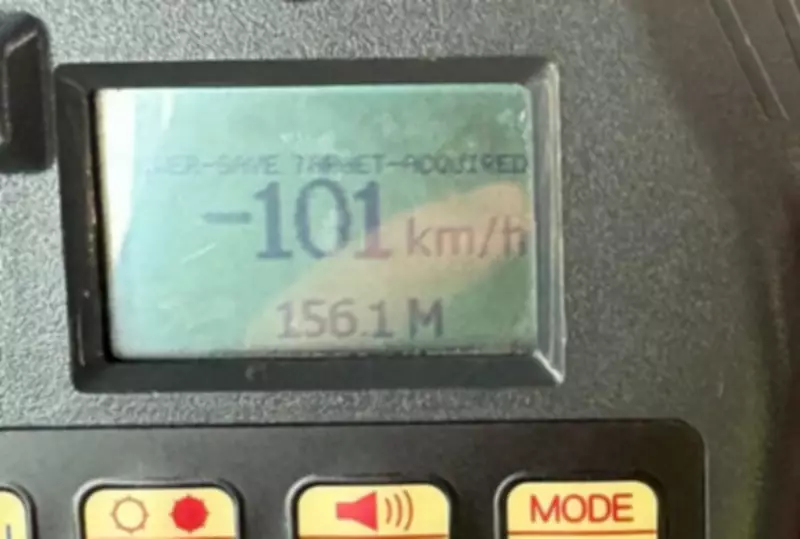 TARGET-ACQUIRED
-101 km/h
156.1 M
MODE